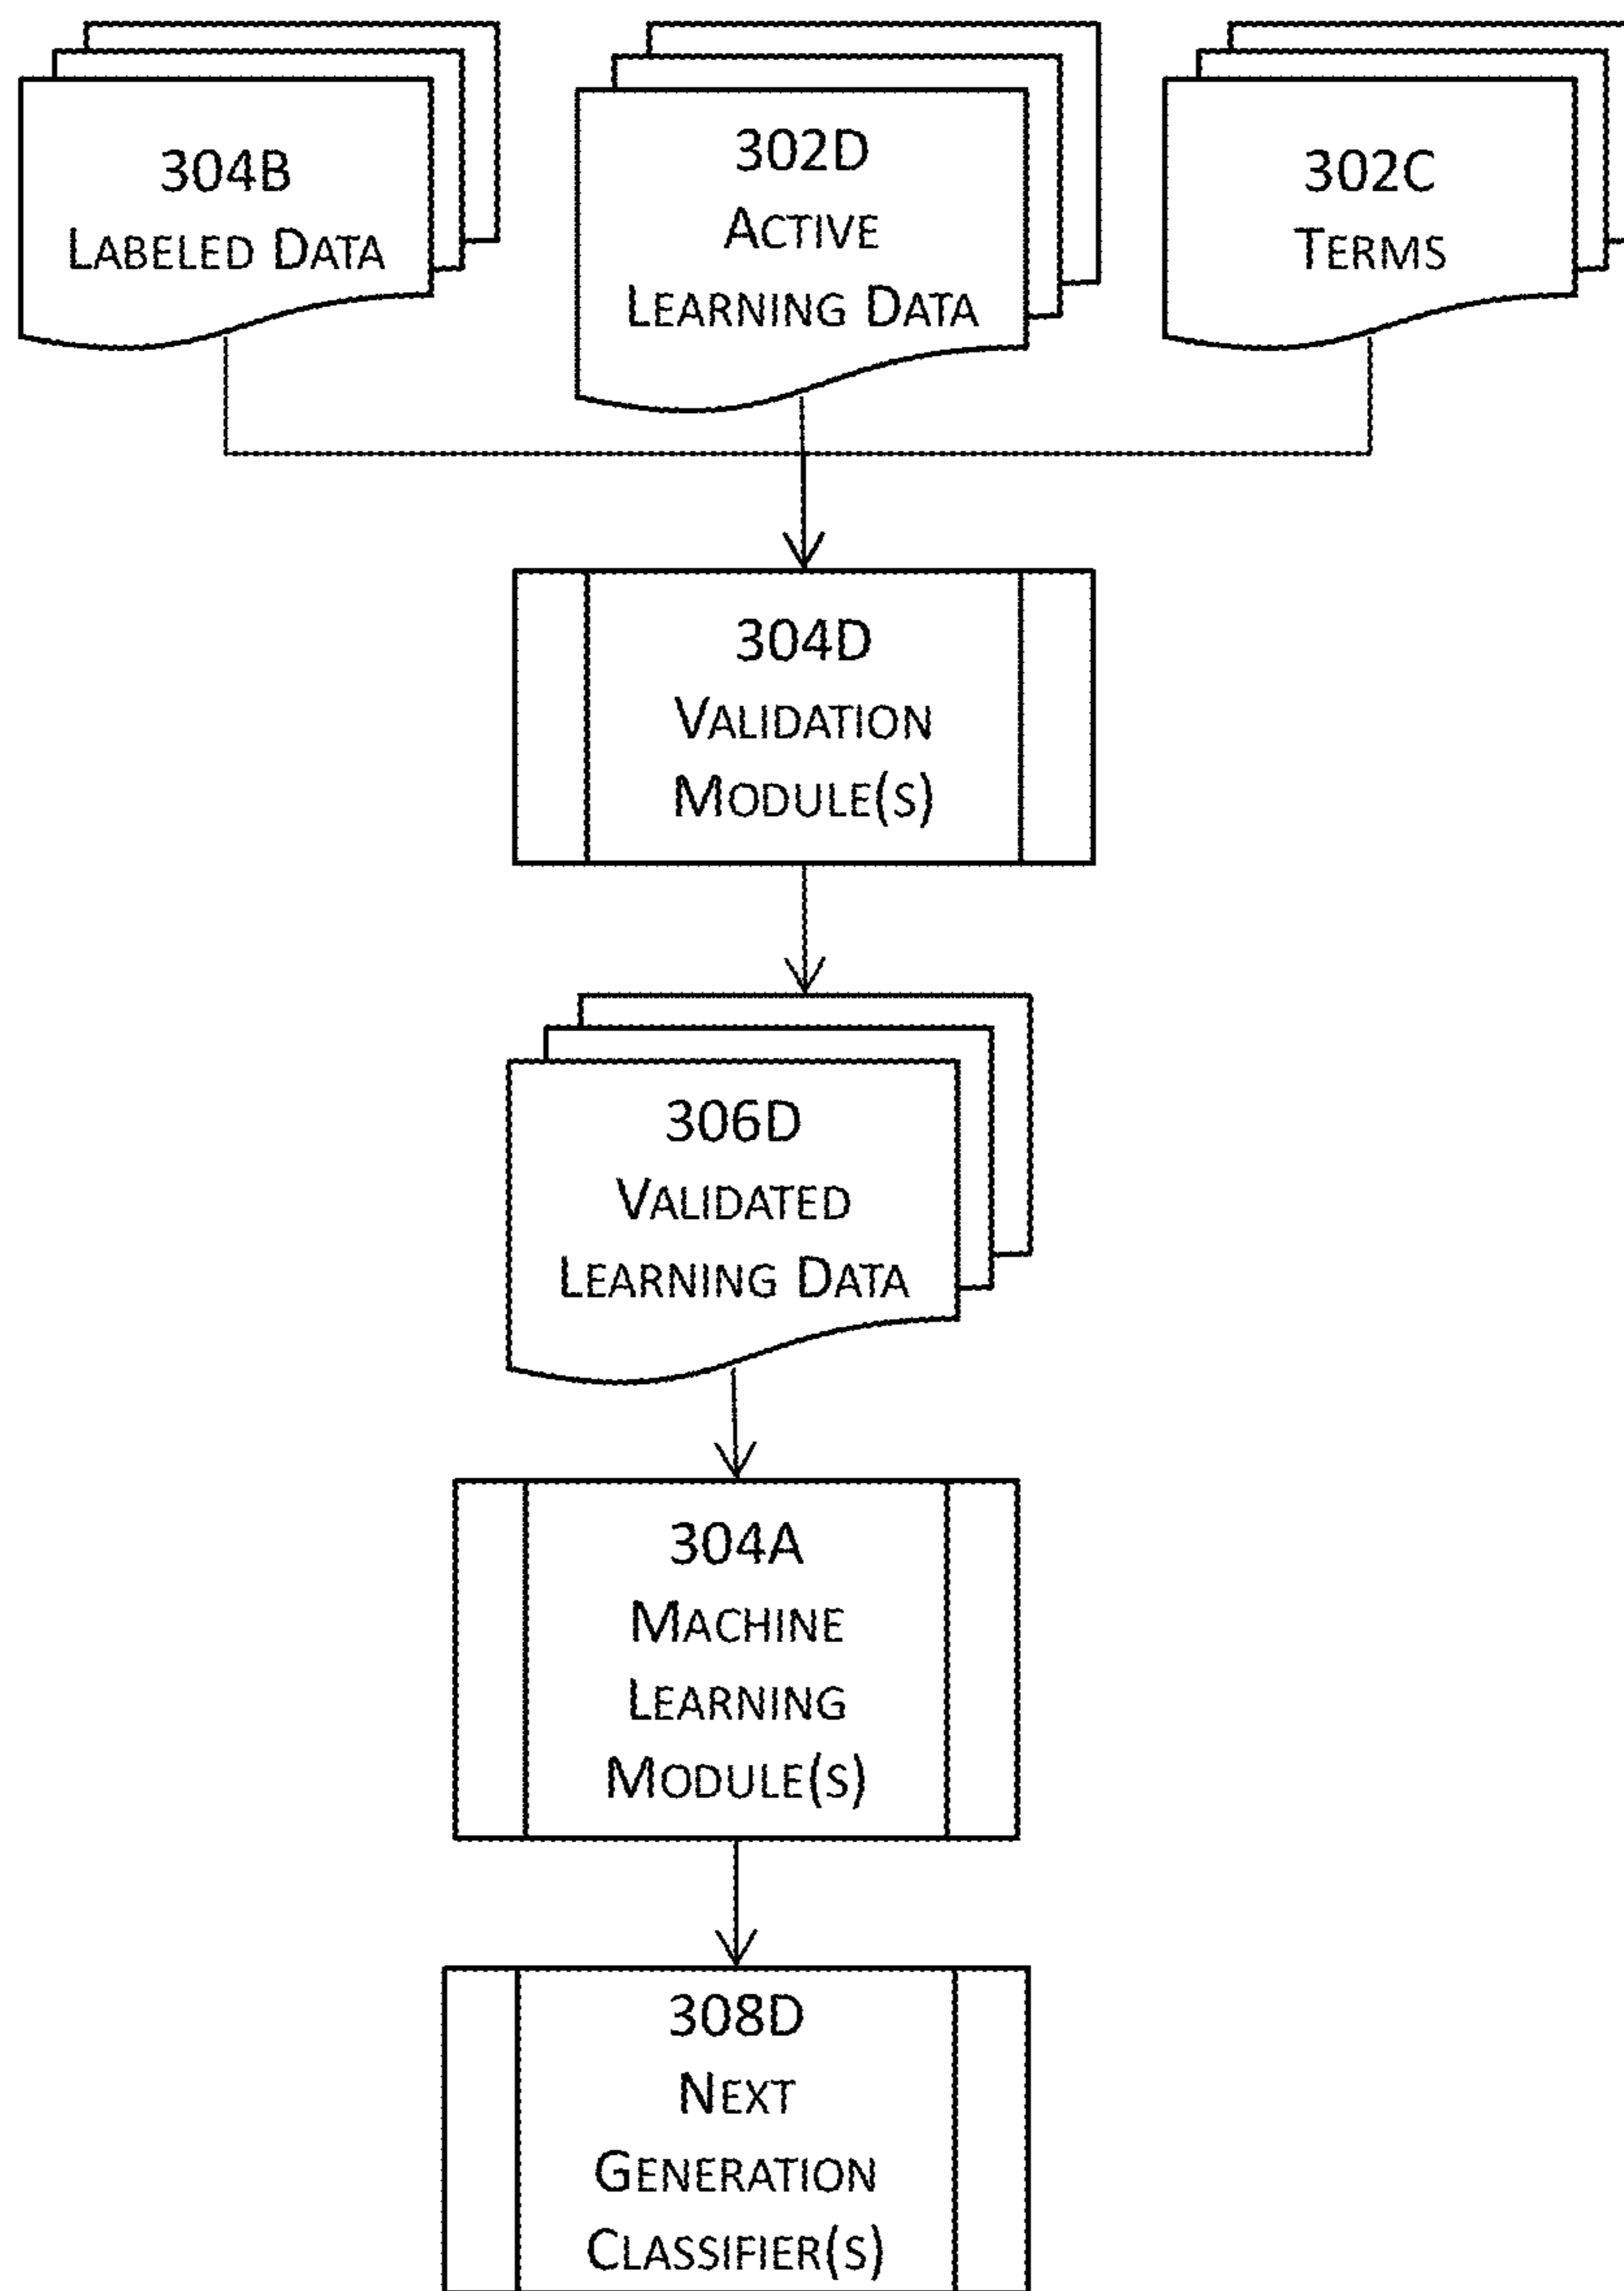 304B
LABELED DATA
302D
ACTIVE
LEARNING DATA
302C
TERMS
304D
VALIDATION
MODULE(S)
306D
VALIDATED
LEARNING DATA
304A
MACHINE
LEARNING
MODULE(S)
308D
NEXT
GENERATION
CLASSIFIER(S)